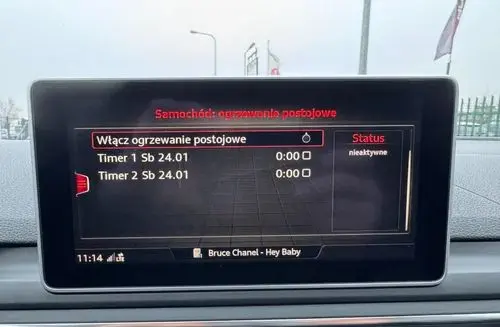 Samochód: ogrzewanie postojowe
Włącz ogrzewanie postojowe
Timer 1 Sb 24.01 0:00
Timer 2 Sb 24.01 0:00
Status
nieaktywne
11:14 LTE Bruce Chanel - Hey Baby